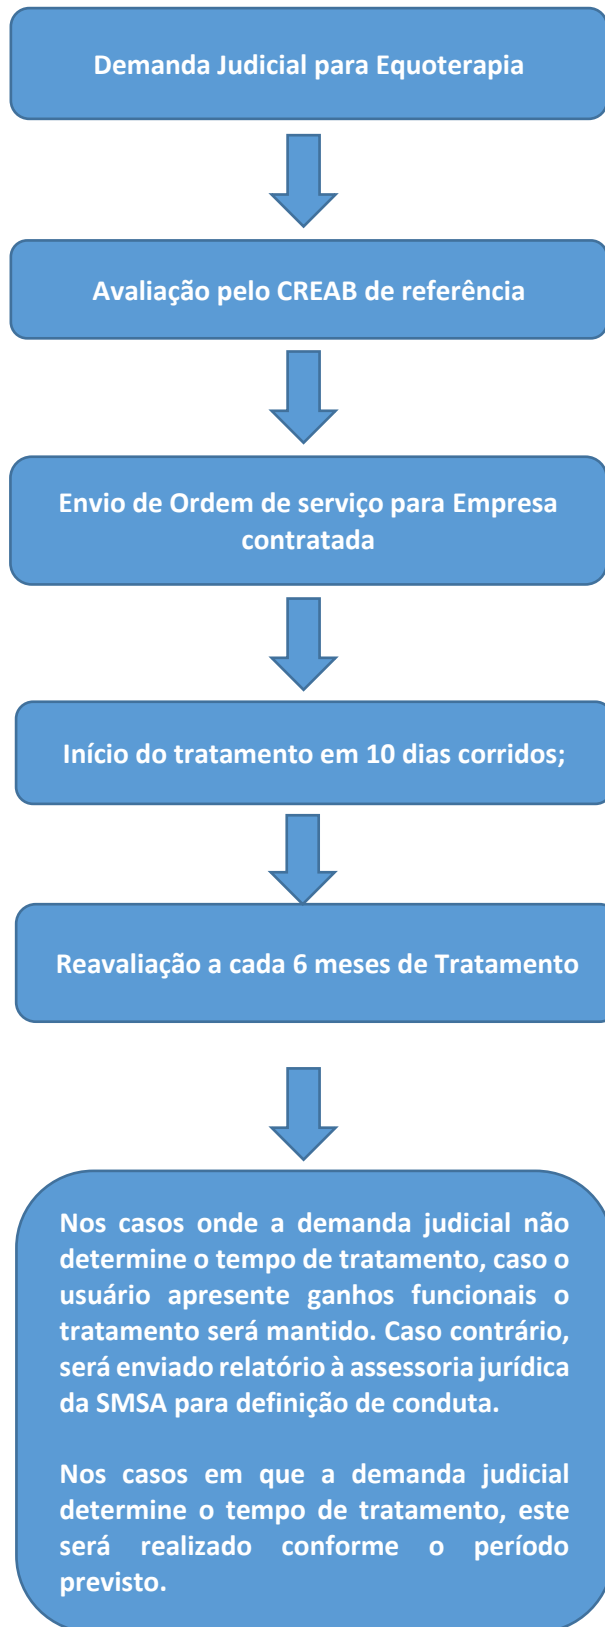 Demanda Judicial para Equoterapia
Avaliação pelo CREAB de referência
Envio de Ordem de serviço para Empresa
contratada
Início do tratamento em 10 dias corridos;
Reavaliação a cada 6 meses de Tratamento
Nos casos onde a demanda judicial não
determine o tempo de tratamento, caso o
usuário apresente ganhos funcionais o
tratamento será mantido. Caso contrário,
será enviado relatório à assessoria jurídica
da SMSA para definição de conduta.
Nos casos em que a demanda judicial
determine o tempo de tratamento, este
será realizado conforme o período
previsto.